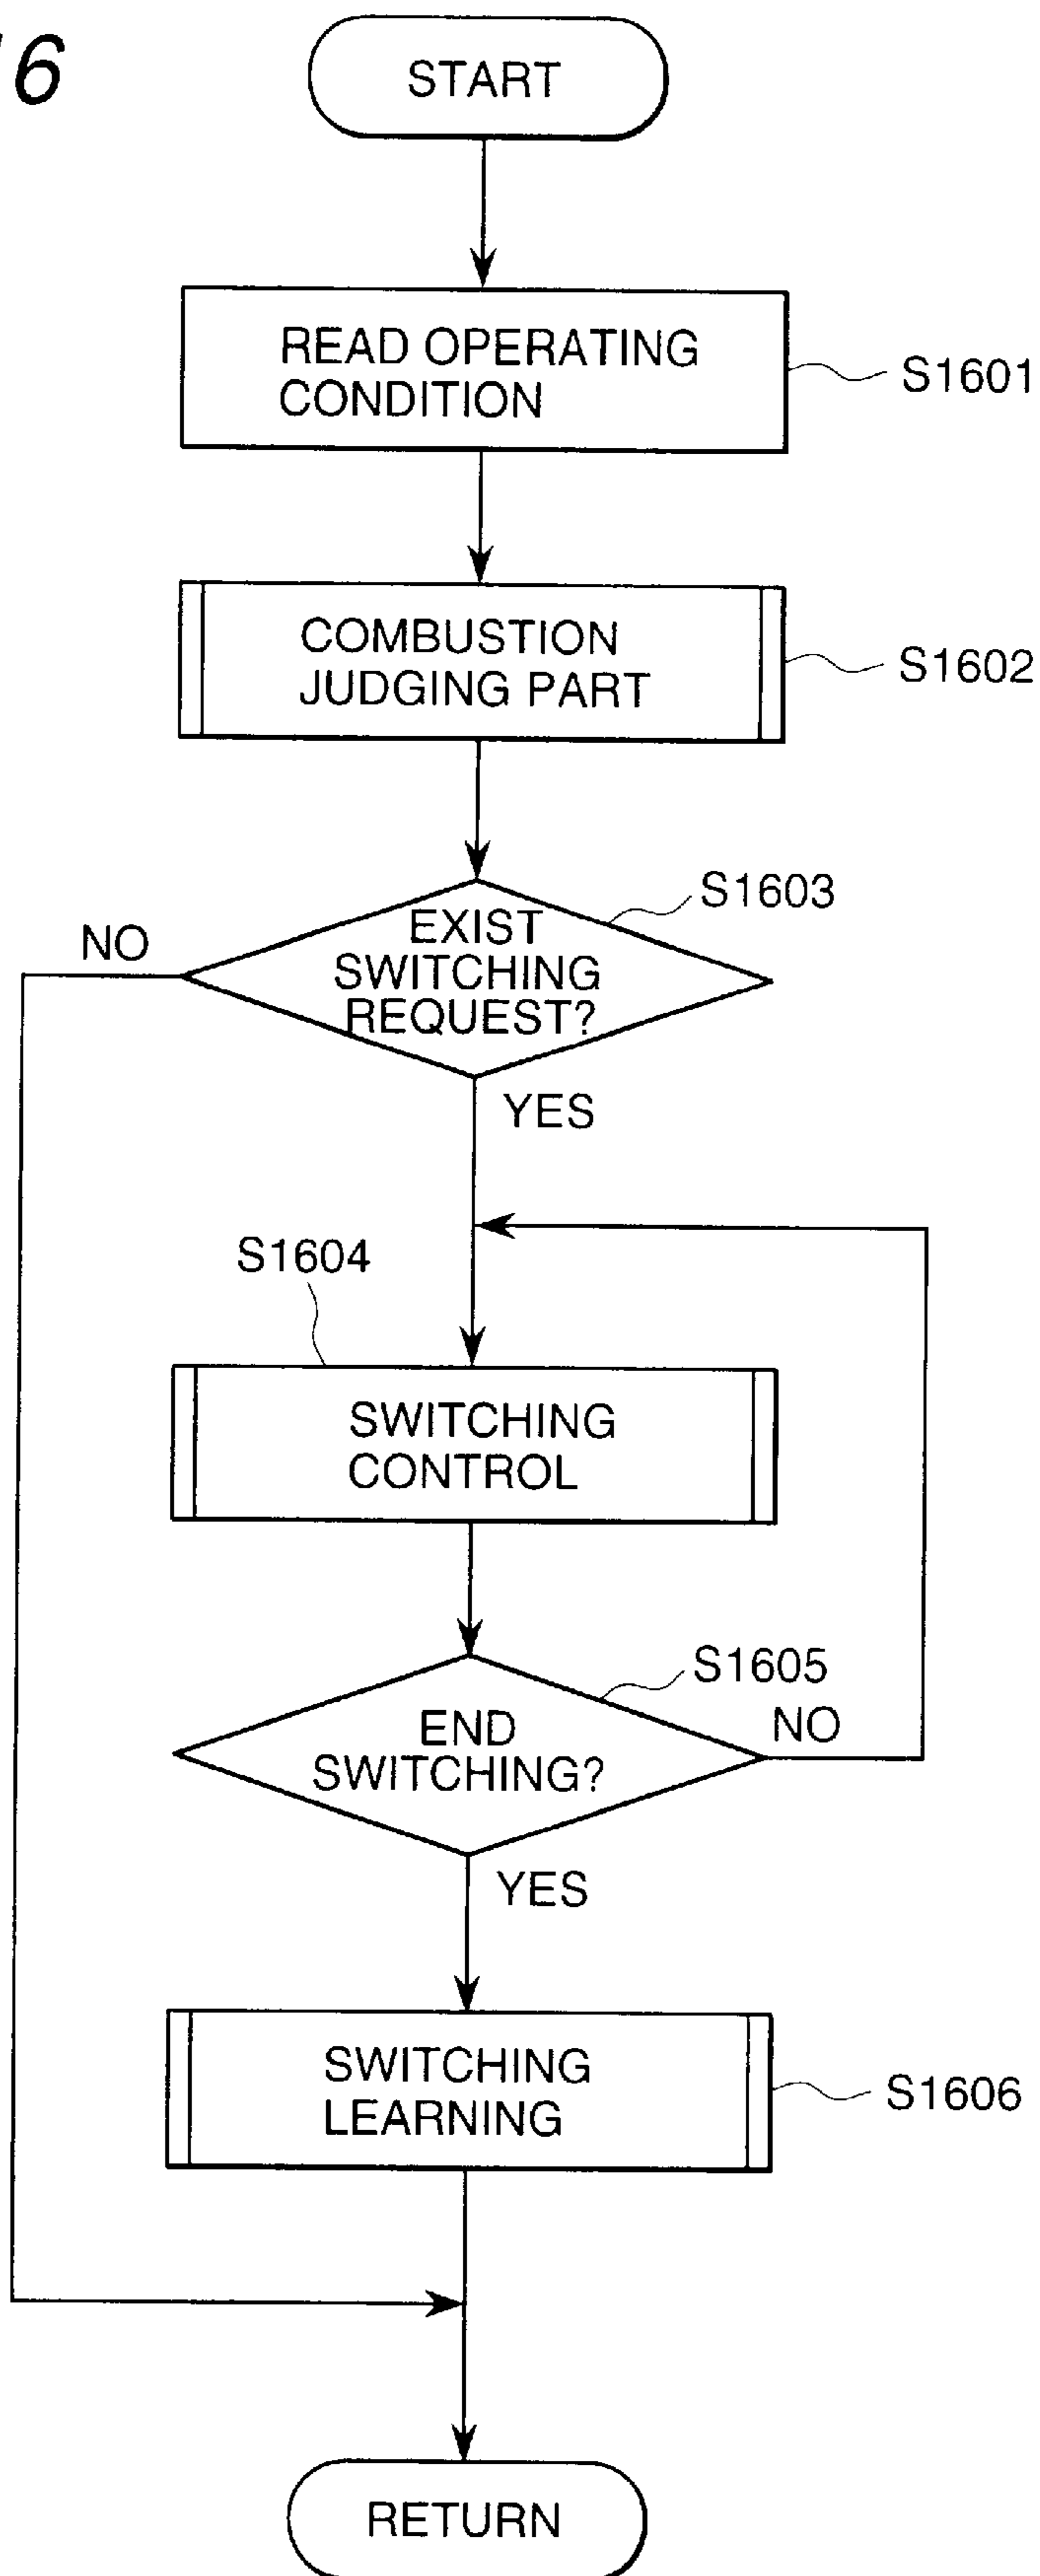 6
START
READ OPERATING
CONDITION
S1601
COMBUSTION
JUDGING PART
S1602
S1603
NO
EXIST
SWITCHING
REQUEST?
YES
S1604
SWITCHING
CONTROL
S1605
END
SWITCHING?
NO
YES
SWITCHING
LEARNING
S1606
RETURN